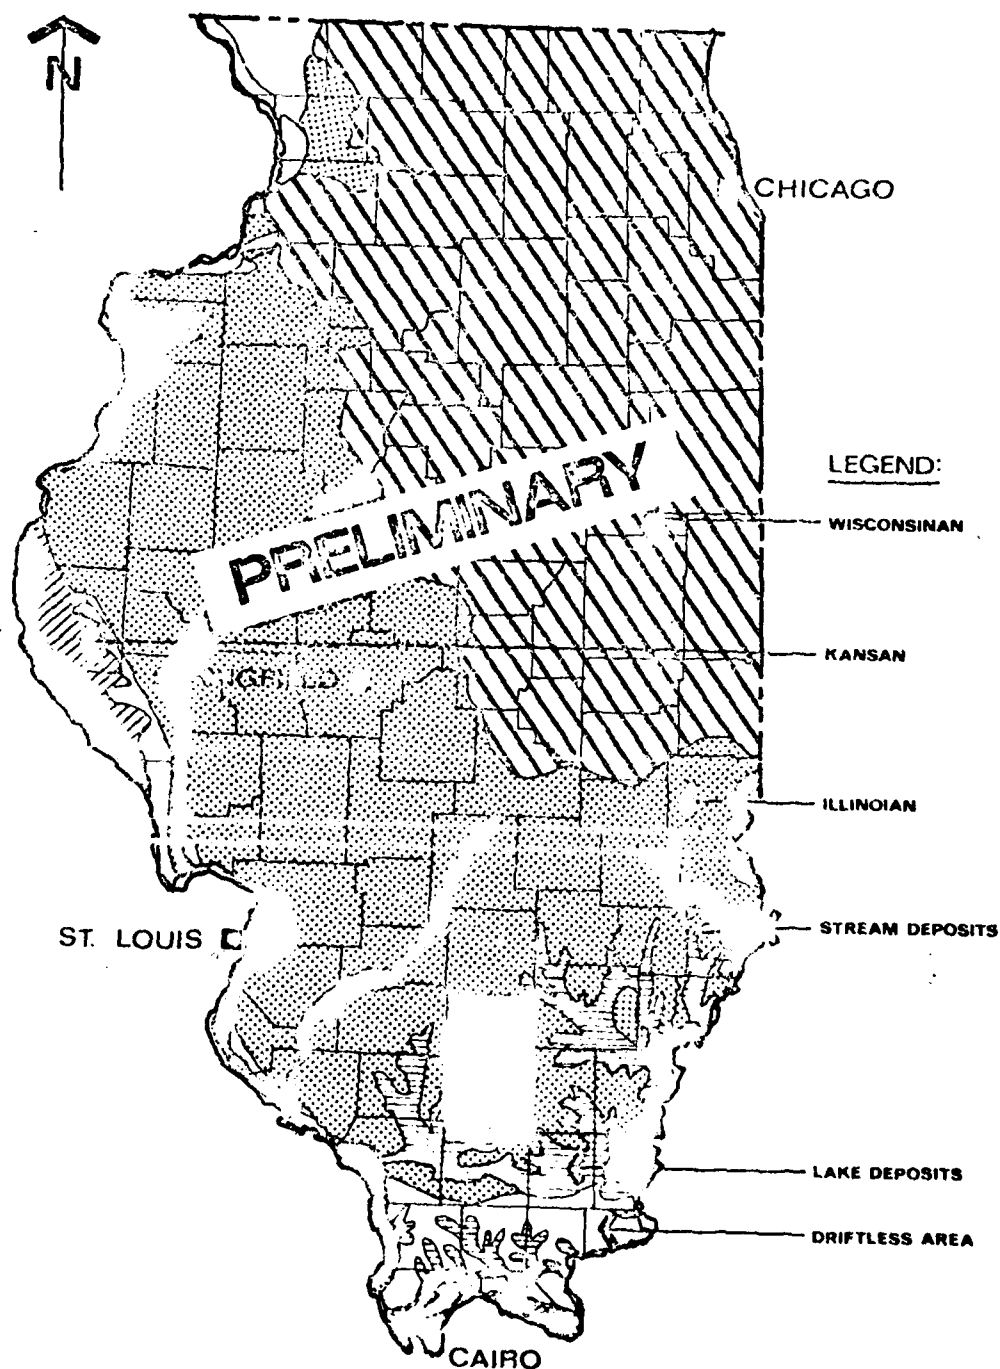 N
CHICAGO
LEGEND:
PRELIMINARY
WISCONSINAN
KANSAN
ILLINOIAN
STREAM DEPOSITS
ST. LOUIS
LAKE DEPOSITS
DRIFTLESS AREA
CAIRO